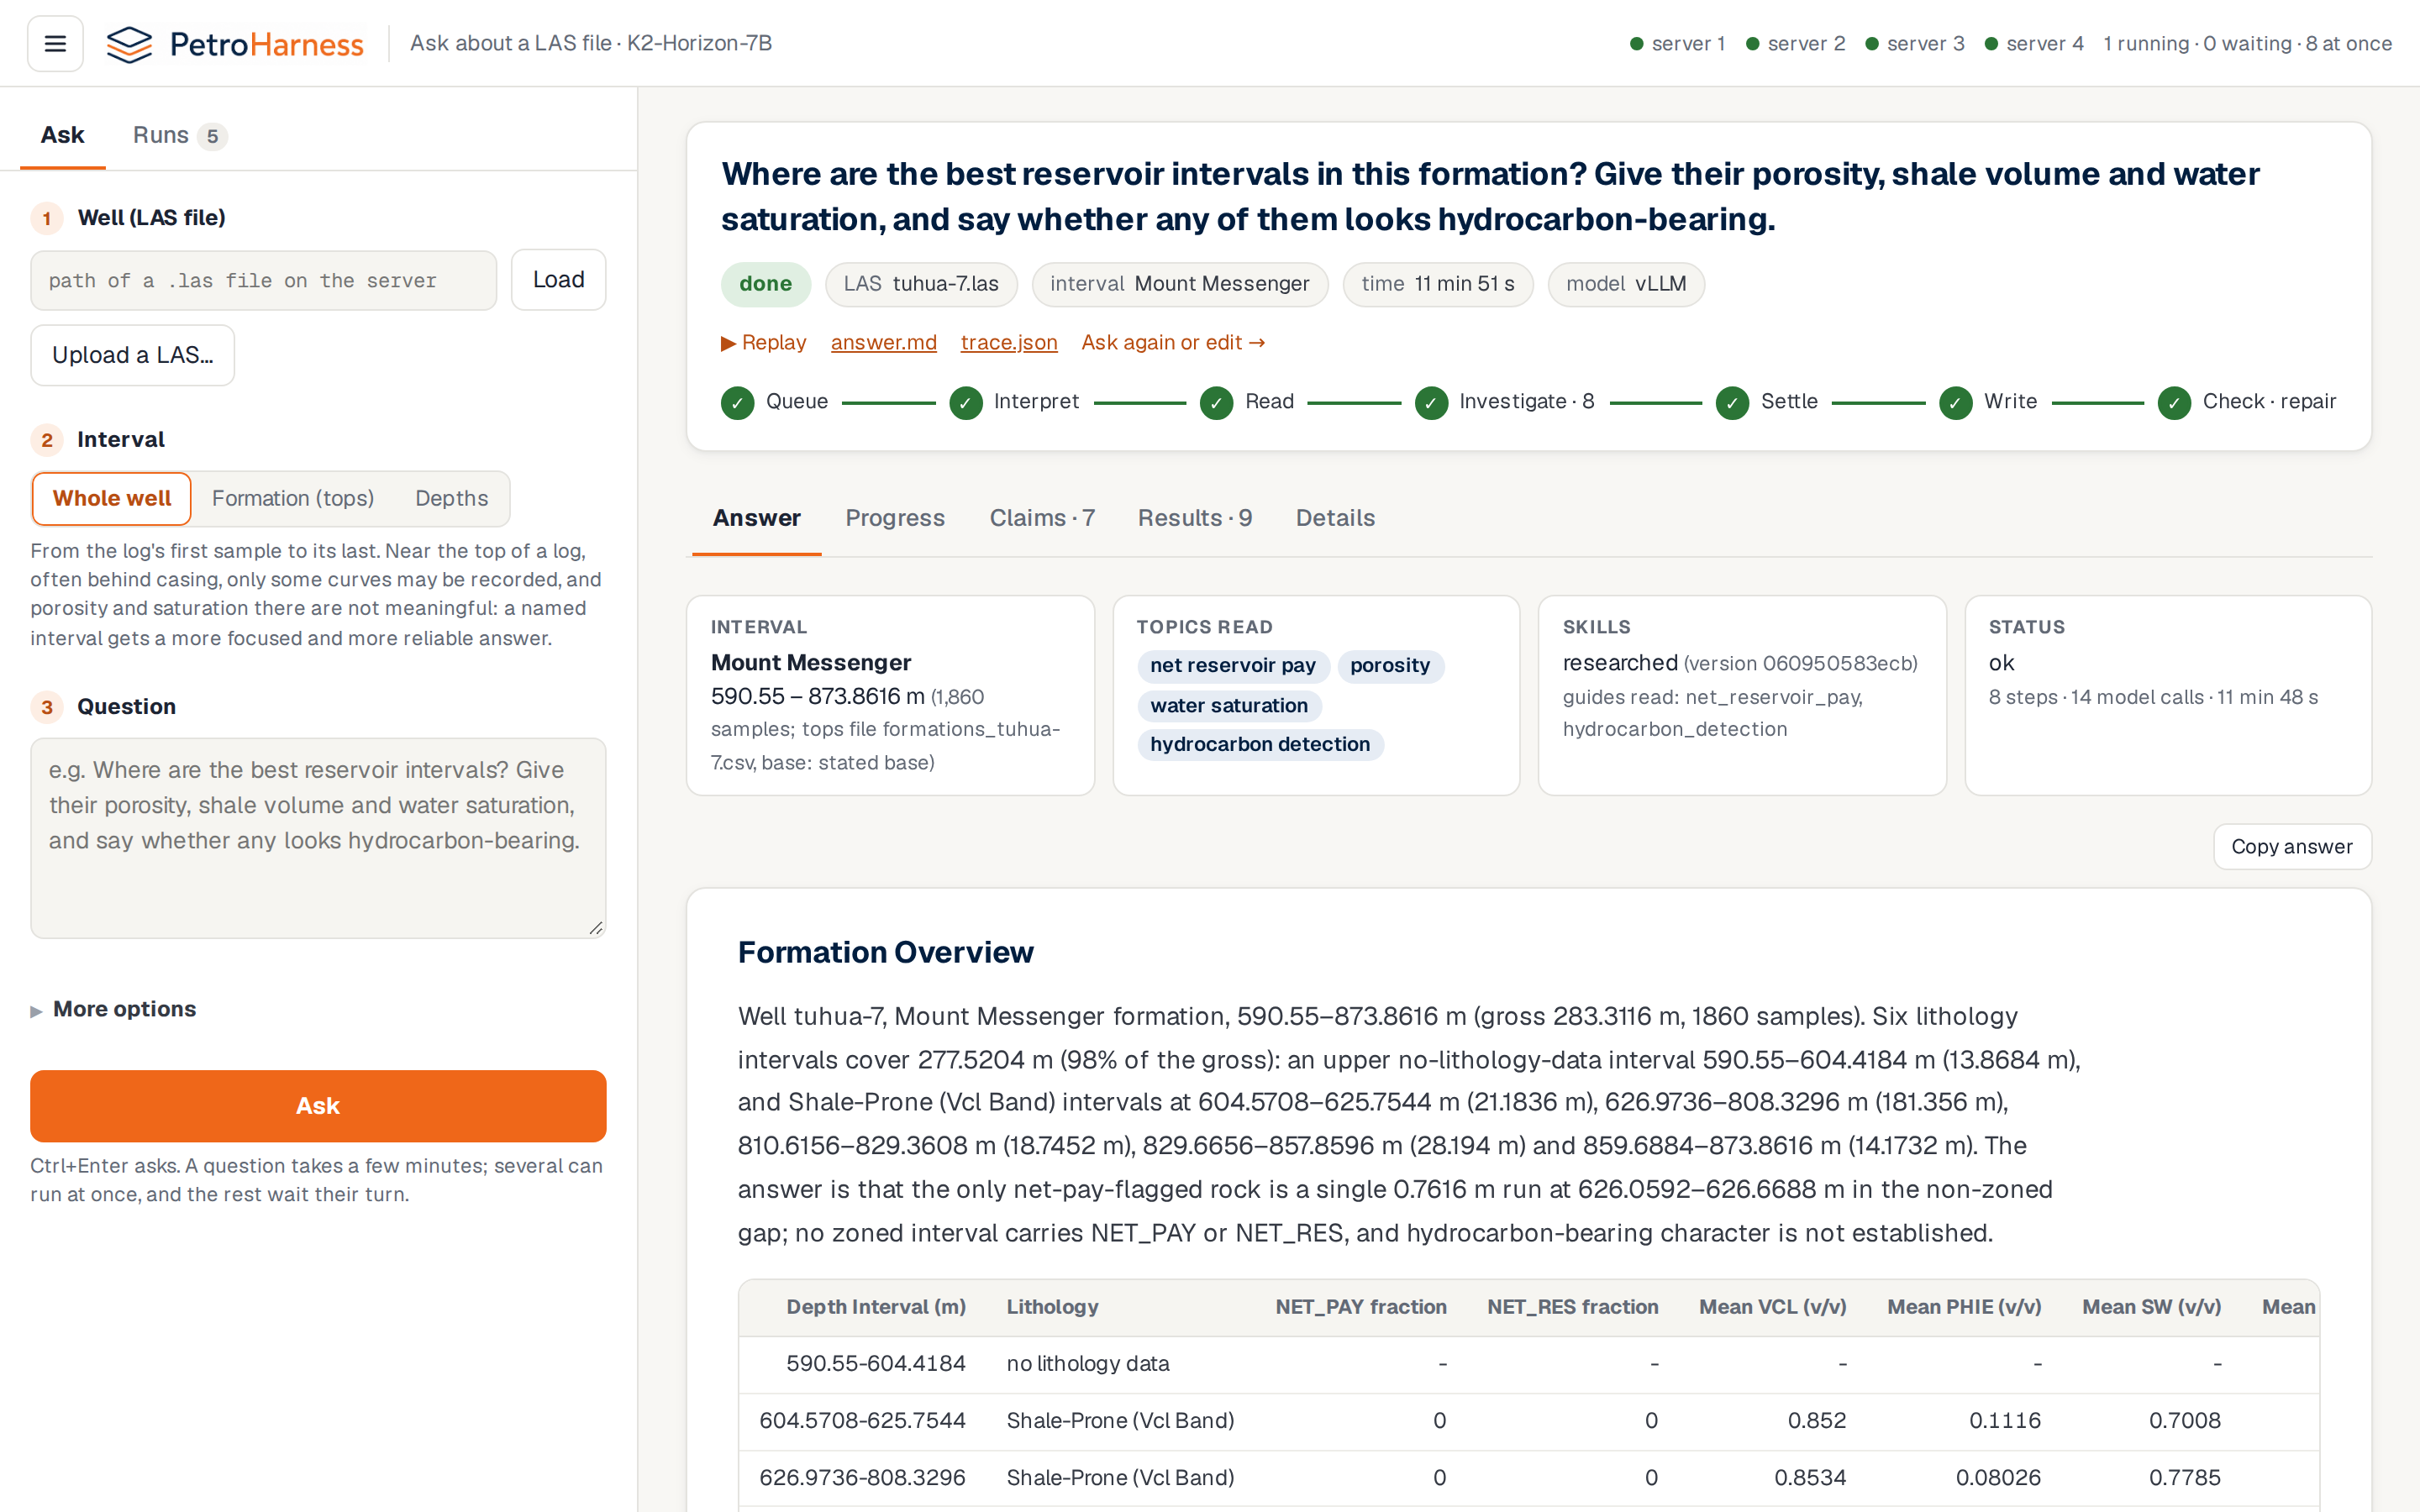 PetroHarness
Ask about a LAS file · K2-Horizon-7B
server 1 server 2 server 3 server 4 1 running · 0 waiting · 8 at once
Ask Runs 5
1 Well (LAS file)
path of a .las file on the server Load
Upload a LAS...
2 Interval
Whole well Formation (tops) Depths
From the log's first sample to its last. Near the top of a log,
often behind casing, only some curves may be recorded, and
porosity and saturation there are not meaningful: a named
interval gets a more focused and more reliable answer.
3 Question
e.g. Where are the best reservoir intervals? Give
their porosity, shale volume and water saturation,
and say whether any looks hydrocarbon-bearing.
▶ More options
Ask
Ctrl+Enter asks. A question takes a few minutes; several can
run at once, and the rest wait their turn.
Where are the best reservoir intervals in this formation? Give their porosity, shale volume and water
saturation, and say whether any of them looks hydrocarbon-bearing.
done LAS tuhua-7.las interval Mount Messenger time 11 min 51 s model vLLM
▶ Replay answer.md trace.json Ask again or edit →
✓ Queue ✓ Interpret ✓ Read ✓ Investigate · 8 ✓ Settle ✓ Write ✓ Check · repair
Answer Progress Claims · 7 Results · 9 Details
INTERVAL
Mount Messenger
590.55 – 873.8616 m (1,860
samples; tops file formations_tuhua-
7.csv, base: stated base)
TOPICS READ
net reservoir pay porosity
water saturation
hydrocarbon detection
SKILLS
researched (version 060950583ecb)
guides read: net_reservoir_pay,
hydrocarbon_detection
STATUS
ok
8 steps · 14 model calls · 11 min 48 s
Copy answer
Formation Overview
Well tuhua-7, Mount Messenger formation, 590.55–873.8616 m (gross 283.3116 m, 1860 samples). Six lithology
intervals cover 277.5204 m (98% of the gross): an upper no-lithology-data interval 590.55–604.4184 m (13.8684 m),
and Shale-Prone (Vcl Band) intervals at 604.5708–625.7544 m (21.1836 m), 626.9736–808.3296 m (181.356 m),
810.6156–829.3608 m (18.7452 m), 829.6656–857.8596 m (28.194 m) and 859.6884–873.8616 m (14.1732 m). The
answer is that the only net-pay-flagged rock is a single 0.7616 m run at 626.0592–626.6688 m in the non-zoned
gap; no zoned interval carries NET_PAY or NET_RES, and hydrocarbon-bearing character is not established.
Depth Interval (m) Lithology NET_PAY fraction NET_RES fraction Mean VCL (v/v) Mean PHIE (v/v) Mean SW (v/v) Mean
590.55-604.4184 no lithology data - - - - -
604.5708-625.7544 Shale-Prone (Vcl Band) 0 0 0.852 0.1116 0.7008
626.9736-808.3296 Shale-Prone (Vcl Band) 0 0 0.8534 0.08026 0.7785